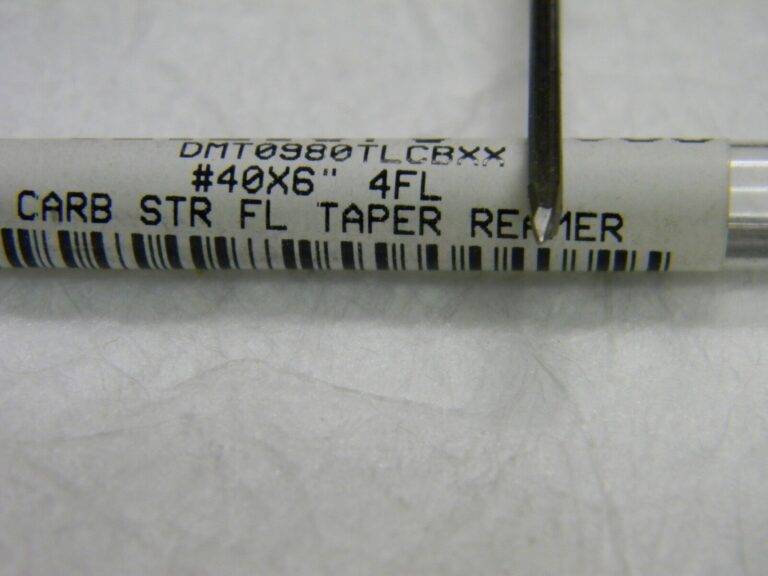 DMT0980TLCBXX
#40X6" 4FL
CARB STR FL TAPER REAMER